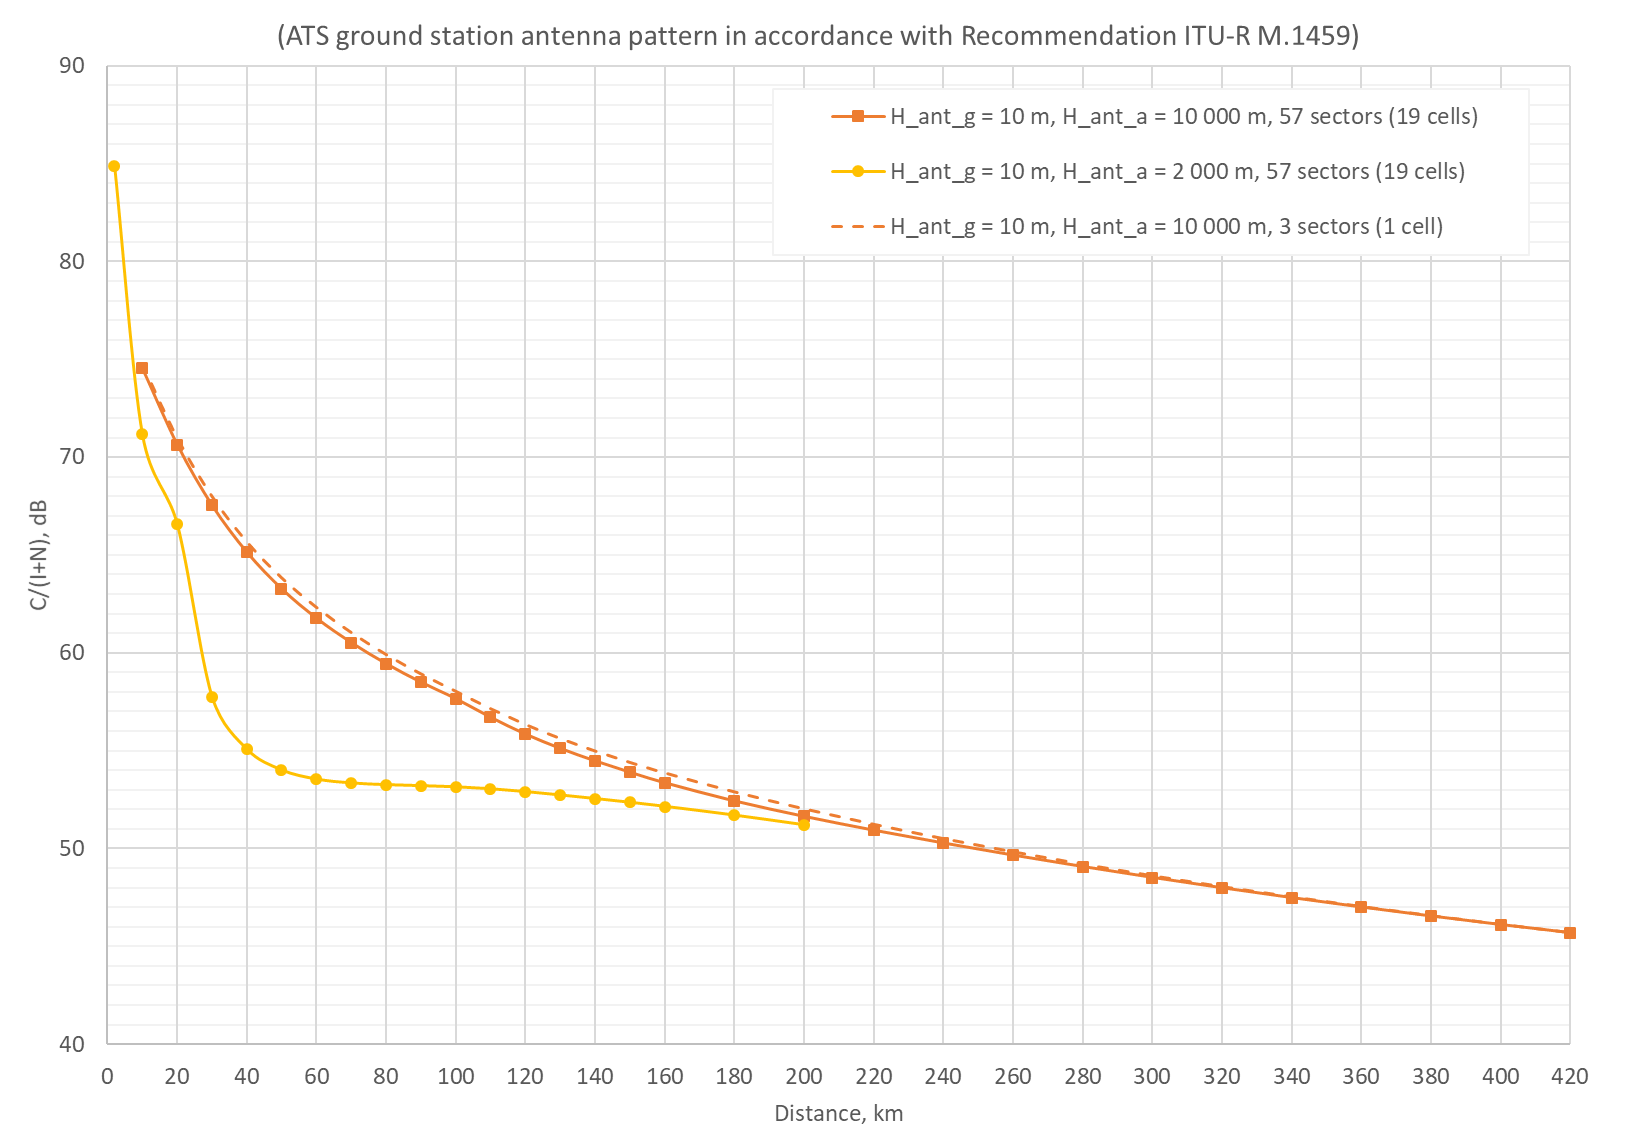 (ATS ground station antenna pattern in accordance with Recommendation ITU-R M.1459)
H_ant_g = 10 m, H_ant_a = 10 000 m, 57 sectors (19 cells)
H_ant_g = 10 m, H_ant_a = 2 000 m, 57 sectors (19 cells)
H_ant_g = 10 m, H_ant_a = 10 000 m, 3 sectors (1 cell)
C/(I+N), dB
90
80
70
60
50
40
0 20 40 60 80 100 120 140 160 180 200 220 240 260 280 300 320 340 360 380 400 420
Distance, km